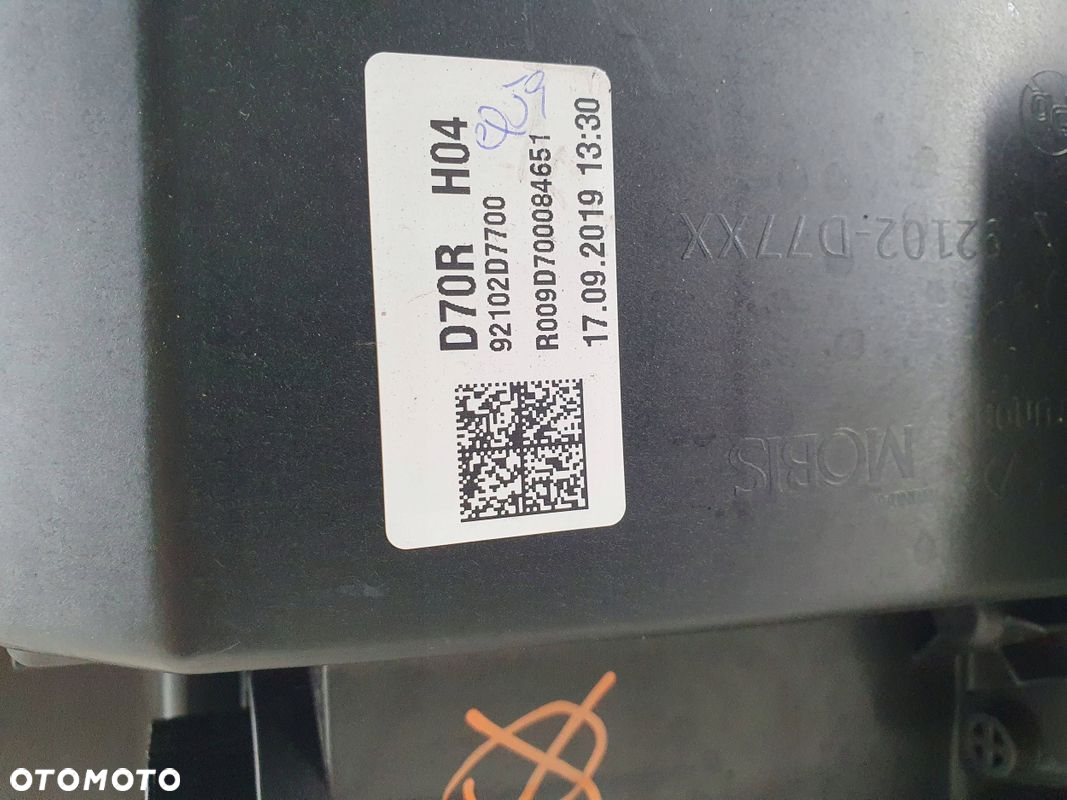 D70R H04
92102D7700
R009D700084651
17.09.2019 13:30
92102-D77XX
MOBIS
OTOMOTO